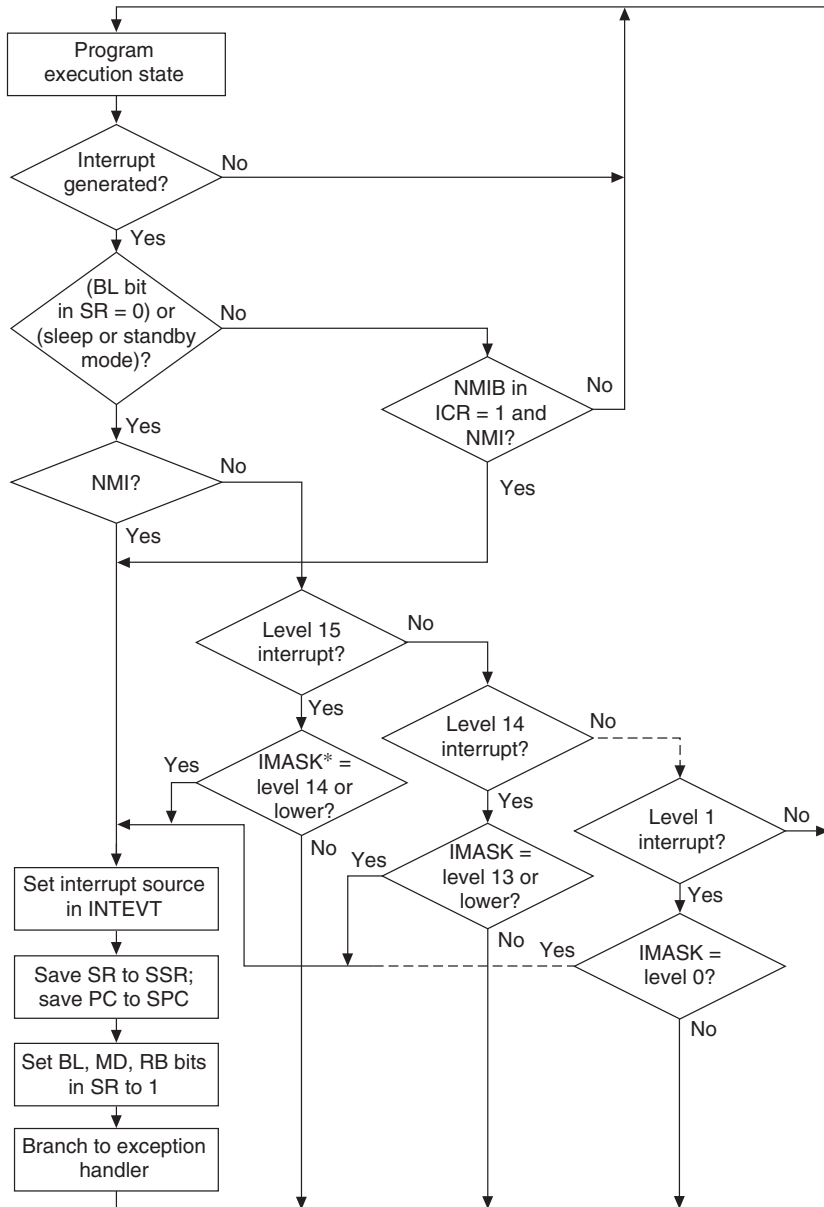 Program
execution state
Interrupt
generated?
No
Yes
(BL bit
in SR = 0) or
(sleep or standby
mode)?
No
Yes
NMIB in
ICR = 1 and
NMI?
No
Yes
NMI?
No
Yes
Level 15
interrupt?
No
Yes
Level 14
interrupt?
No
Yes
IMASK* =
level 14 or
lower?
Yes
No
Level 1
interrupt?
No
Yes
IMASK =
level 13 or
lower?
Yes
No
IMASK =
level 0?
Yes
No
Set interrupt source
in INTEVT
Save SR to SSR;
save PC to SPC
Set BL, MD, RB bits
in SR to 1
Branch to exception
handler